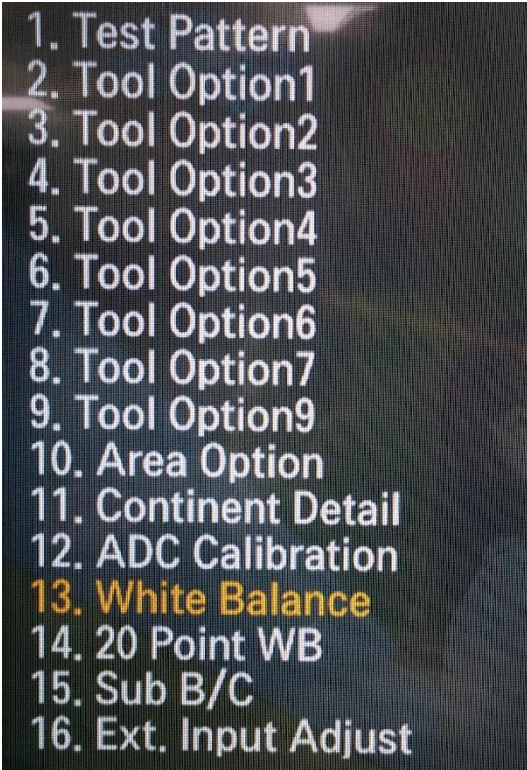 1. Test Pattern
2. Tool Option1
3. Tool Option2
4. Tool Option3
5. Tool Option4
6. Tool Option5
7. Tool Option6
8. Tool Option7
9. Tool Option9
10. Area Option
11. Continent Detail
12. ADC Calibration
13. White Balance
14. 20 Point WB
15. Sub B/C
16. Ext. Input Adjust